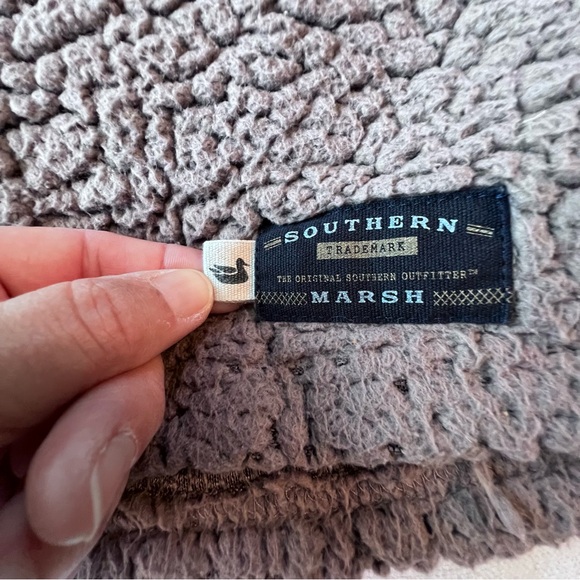 SOUTHERN
TRADEMARK
THE ORIGINAL SOUTHERN OUTFITTER™
MARSH